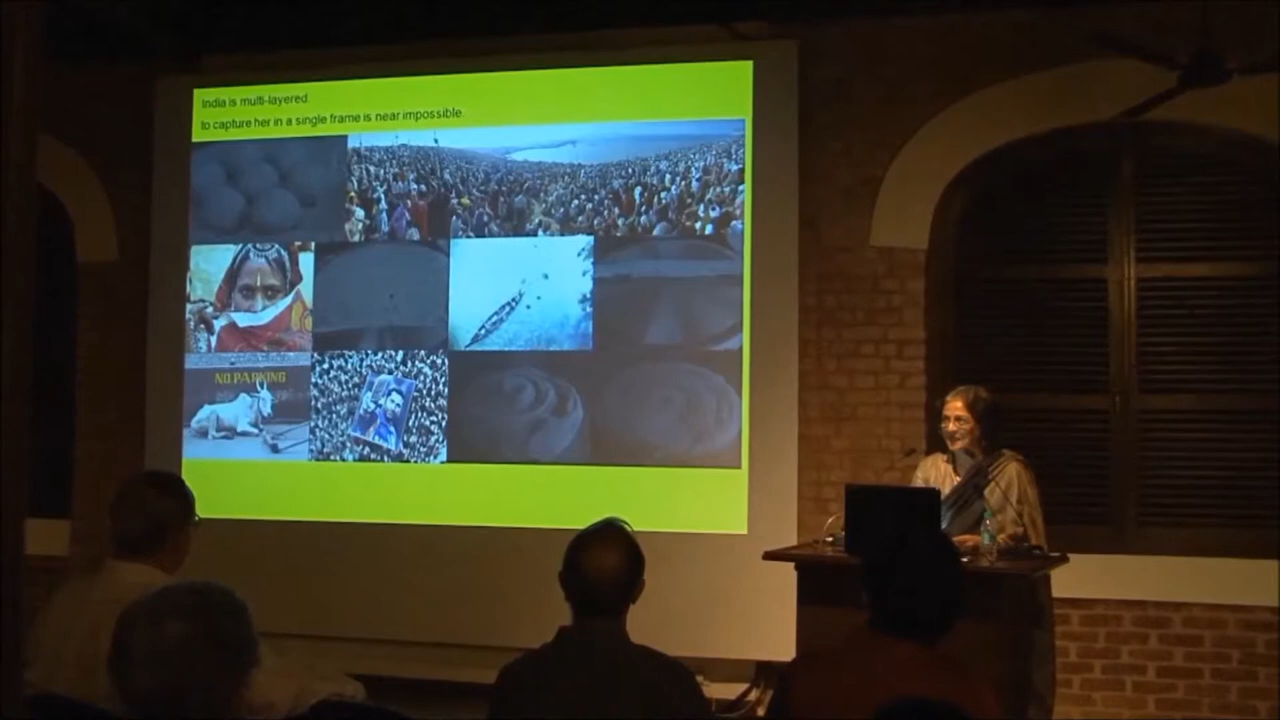 India is multi-layered.
to capture her in a single frame is near impossible.
NO PARKING